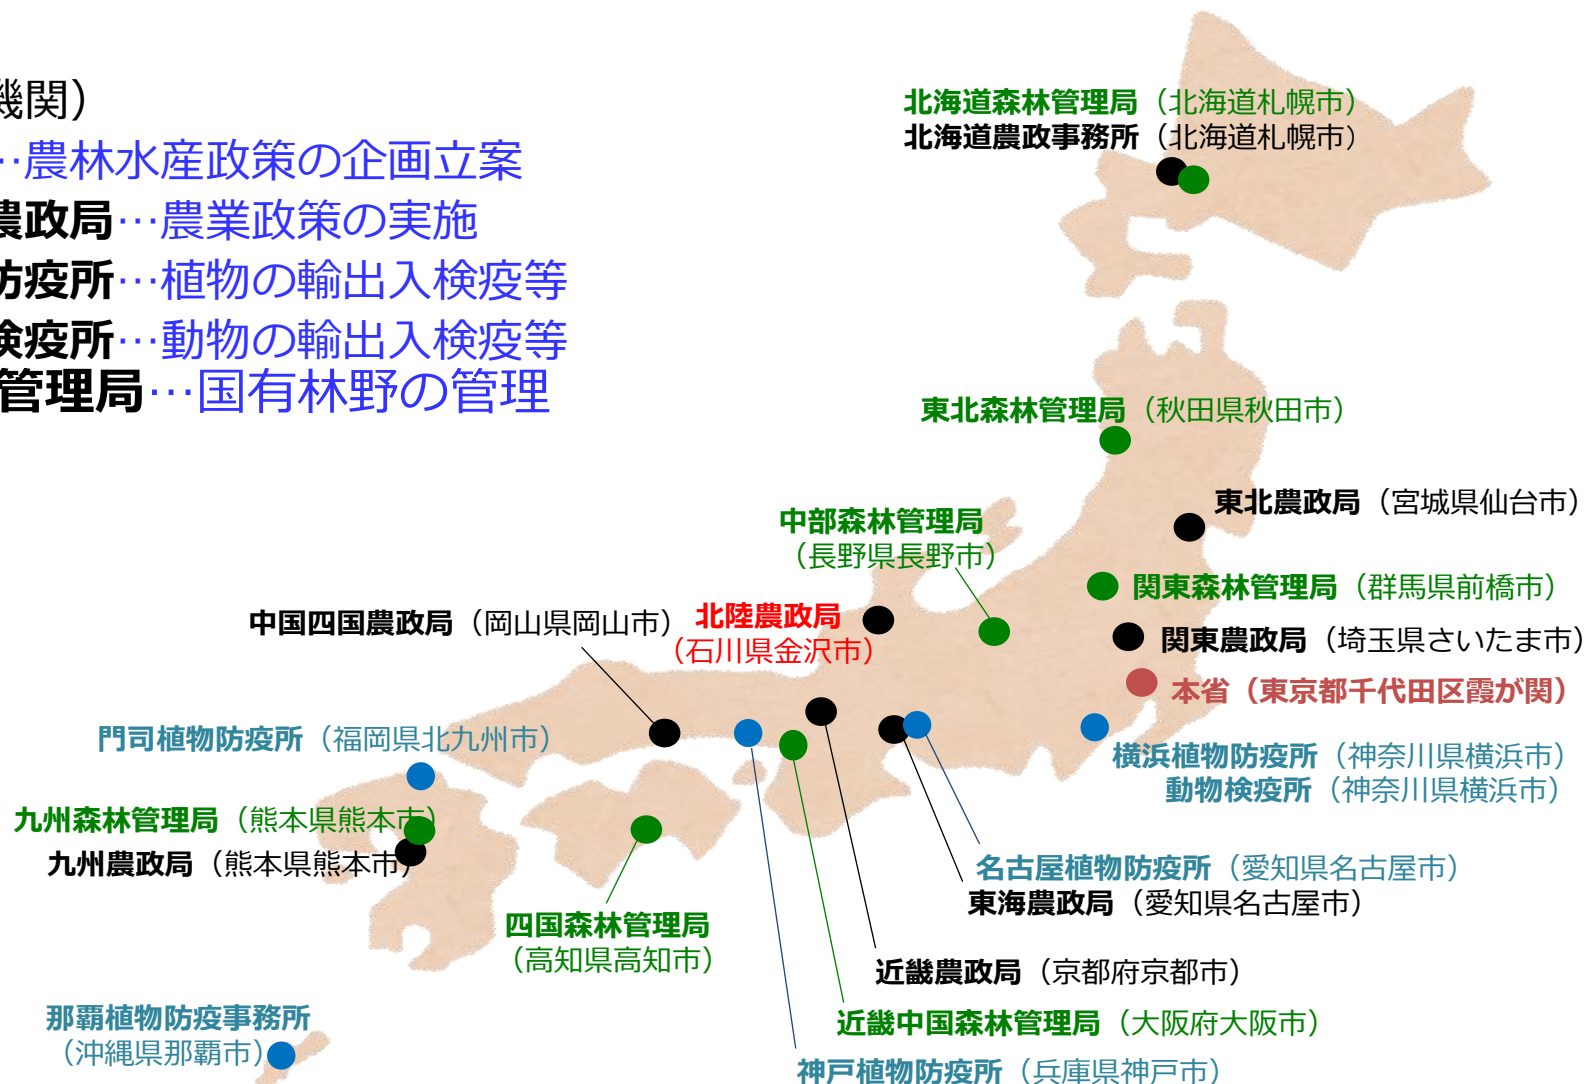 機関）
…農林水産政策の企画立案
農政局…農業政策の実施
防疫所…植物の輸出入検疫等
検疫所…動物の輸出入検疫等
管理局…国有林野の管理
北海道森林管理局（北海道札幌市）
北海道農政事務所（北海道札幌市）
東北森林管理局（秋田県秋田市）
東北農政局（宮城県仙台市）
中部森林管理局
（長野県長野市）
関東森林管理局（群馬県前橋市）
中国四国農政局（岡山県岡山市）
北陸農政局
（石川県金沢市）
関東農政局（埼玉県さいたま市）
本省（東京都千代田区霞が関）
門司植物防疫所（福岡県北九州市）
横浜植物防疫所（神奈川県横浜市）
動物検疫所（神奈川県横浜市）
九州森林管理局（熊本県熊本市）
九州農政局（熊本県熊本市）
名古屋植物防疫所（愛知県名古屋市）
東海農政局（愛知県名古屋市）
四国森林管理局
（高知県高知市）
近畿農政局（京都府京都市）
近畿中国森林管理局（大阪府大阪市）
那覇植物防疫事務所
（沖縄県那覇市）
神戸植物防疫所（兵庫県神戸市）